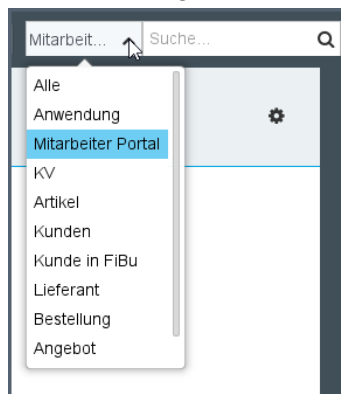 Mitarbeit... Suche...
Alle
Anwendung
Mitarbeiter Portal
KV
Artikel
Kunden
Kunde in FiBu
Lieferant
Bestellung
Angebot